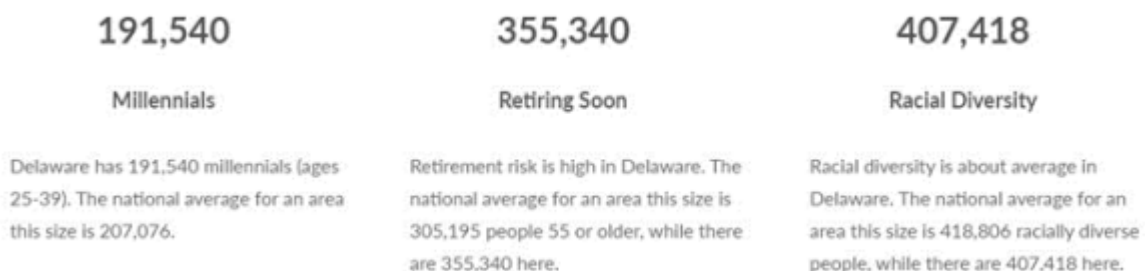 191,540
Millennials
Delaware has 191,540 millennials (ages
25-39). The national average for an area
this size is 207,076.
355,340
Retiring Soon
Retirement risk is high in Delaware. The
national average for an area this size is
305,195 people 55 or older, while there
are 355,340 here.
407,418
Racial Diversity
Racial diversity is about average in
Delaware. The national average for an
area this size is 418,806 racially diverse
people, while there are 407,418 here.